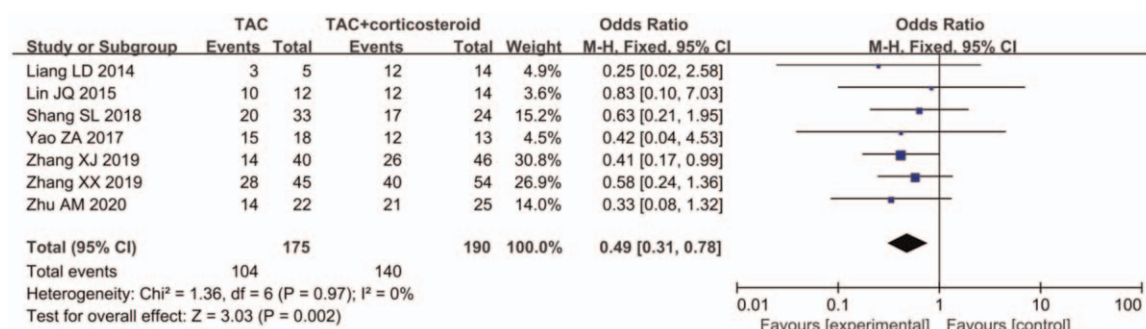 TAC TAC+corticosteroid Odds Ratio Odds Ratio
Study or Subgroup Events Total Events Total Weight M-H. Fixed. 95% CI M-H. Fixed. 95% CI
Liang LD 2014 3 5 12 14 4.9% 0.25 [0.02, 2.58]
Lin JQ 2015 10 12 12 14 3.6% 0.83 [0.10, 7.03]
Shang SL 2018 20 33 17 24 15.2% 0.63 [0.21, 1.95]
Yao ZA 2017 15 18 12 13 4.5% 0.42 [0.04, 4.53]
Zhang XJ 2019 14 40 26 46 30.8% 0.41 [0.17, 0.99]
Zhang XX 2019 28 45 40 54 26.9% 0.58 [0.24, 1.36]
Zhu AM 2020 14 22 21 25 14.0% 0.33 [0.08, 1.32]
Total (95% CI) 175 190 100.0% 0.49 [0.31, 0.78]
Total events 104 140
Heterogeneity: Chi² = 1.36, df = 6 (P = 0.97); I² = 0%
Test for overall effect: Z = 3.03 (P = 0.002)
0.01 0.1 1 10 100
Favours [experimental] Favours [control]